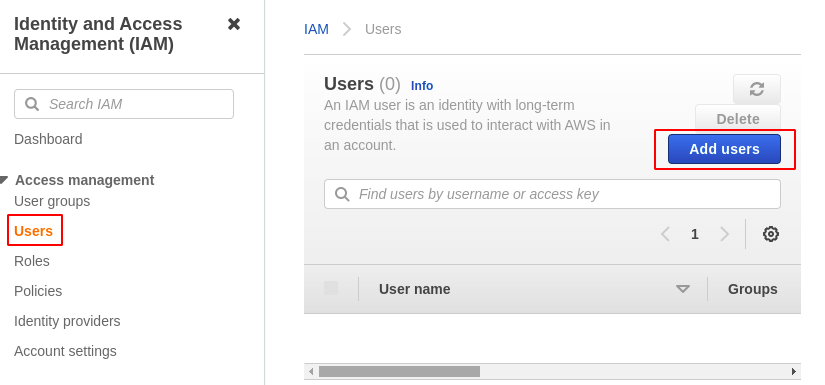 Identity and Access
Management (IAM)
Search IAM
Dashboard
Access management
User groups
Users
Roles
Policies
Identity providers
Account settings
IAM
Users
Users (0) Info
An IAM user is an identity with long-term
credentials that is used to interact with AWS in
an account.
Delete
Add users
Find users by username or access key
1
User name
Groups